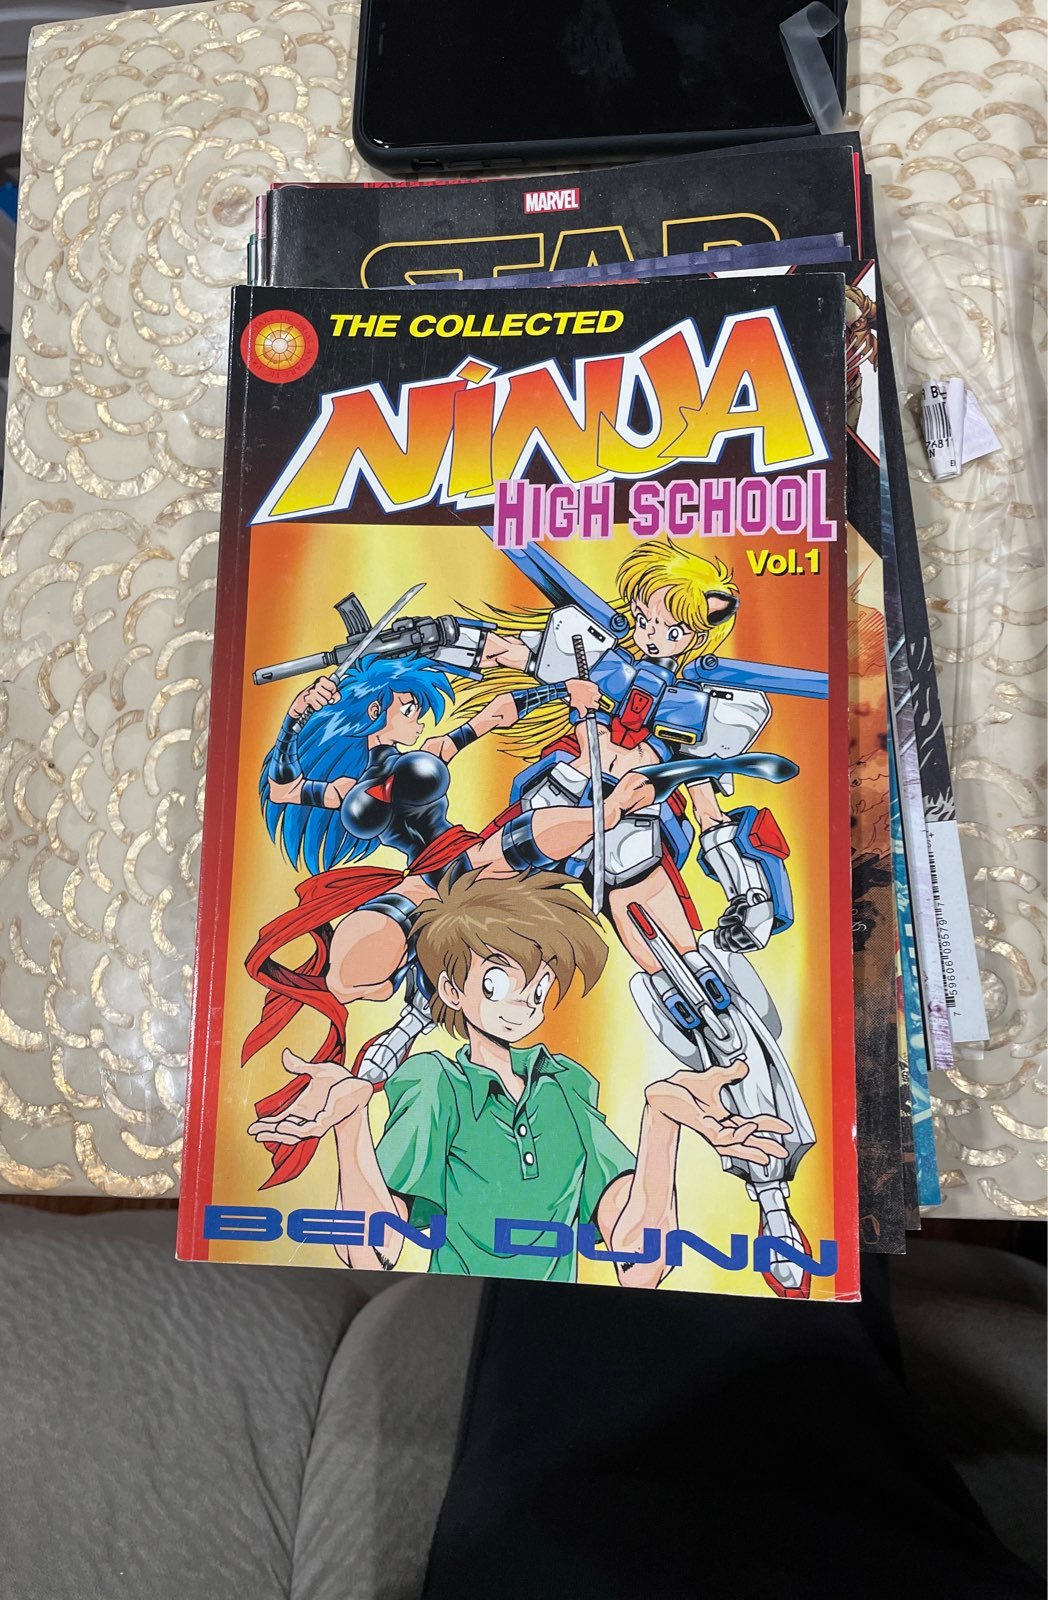 MARVEL
STAR
THE COLLECTED
NINJA
HIGH SCHOOL
Vol.1
BEN DUNN